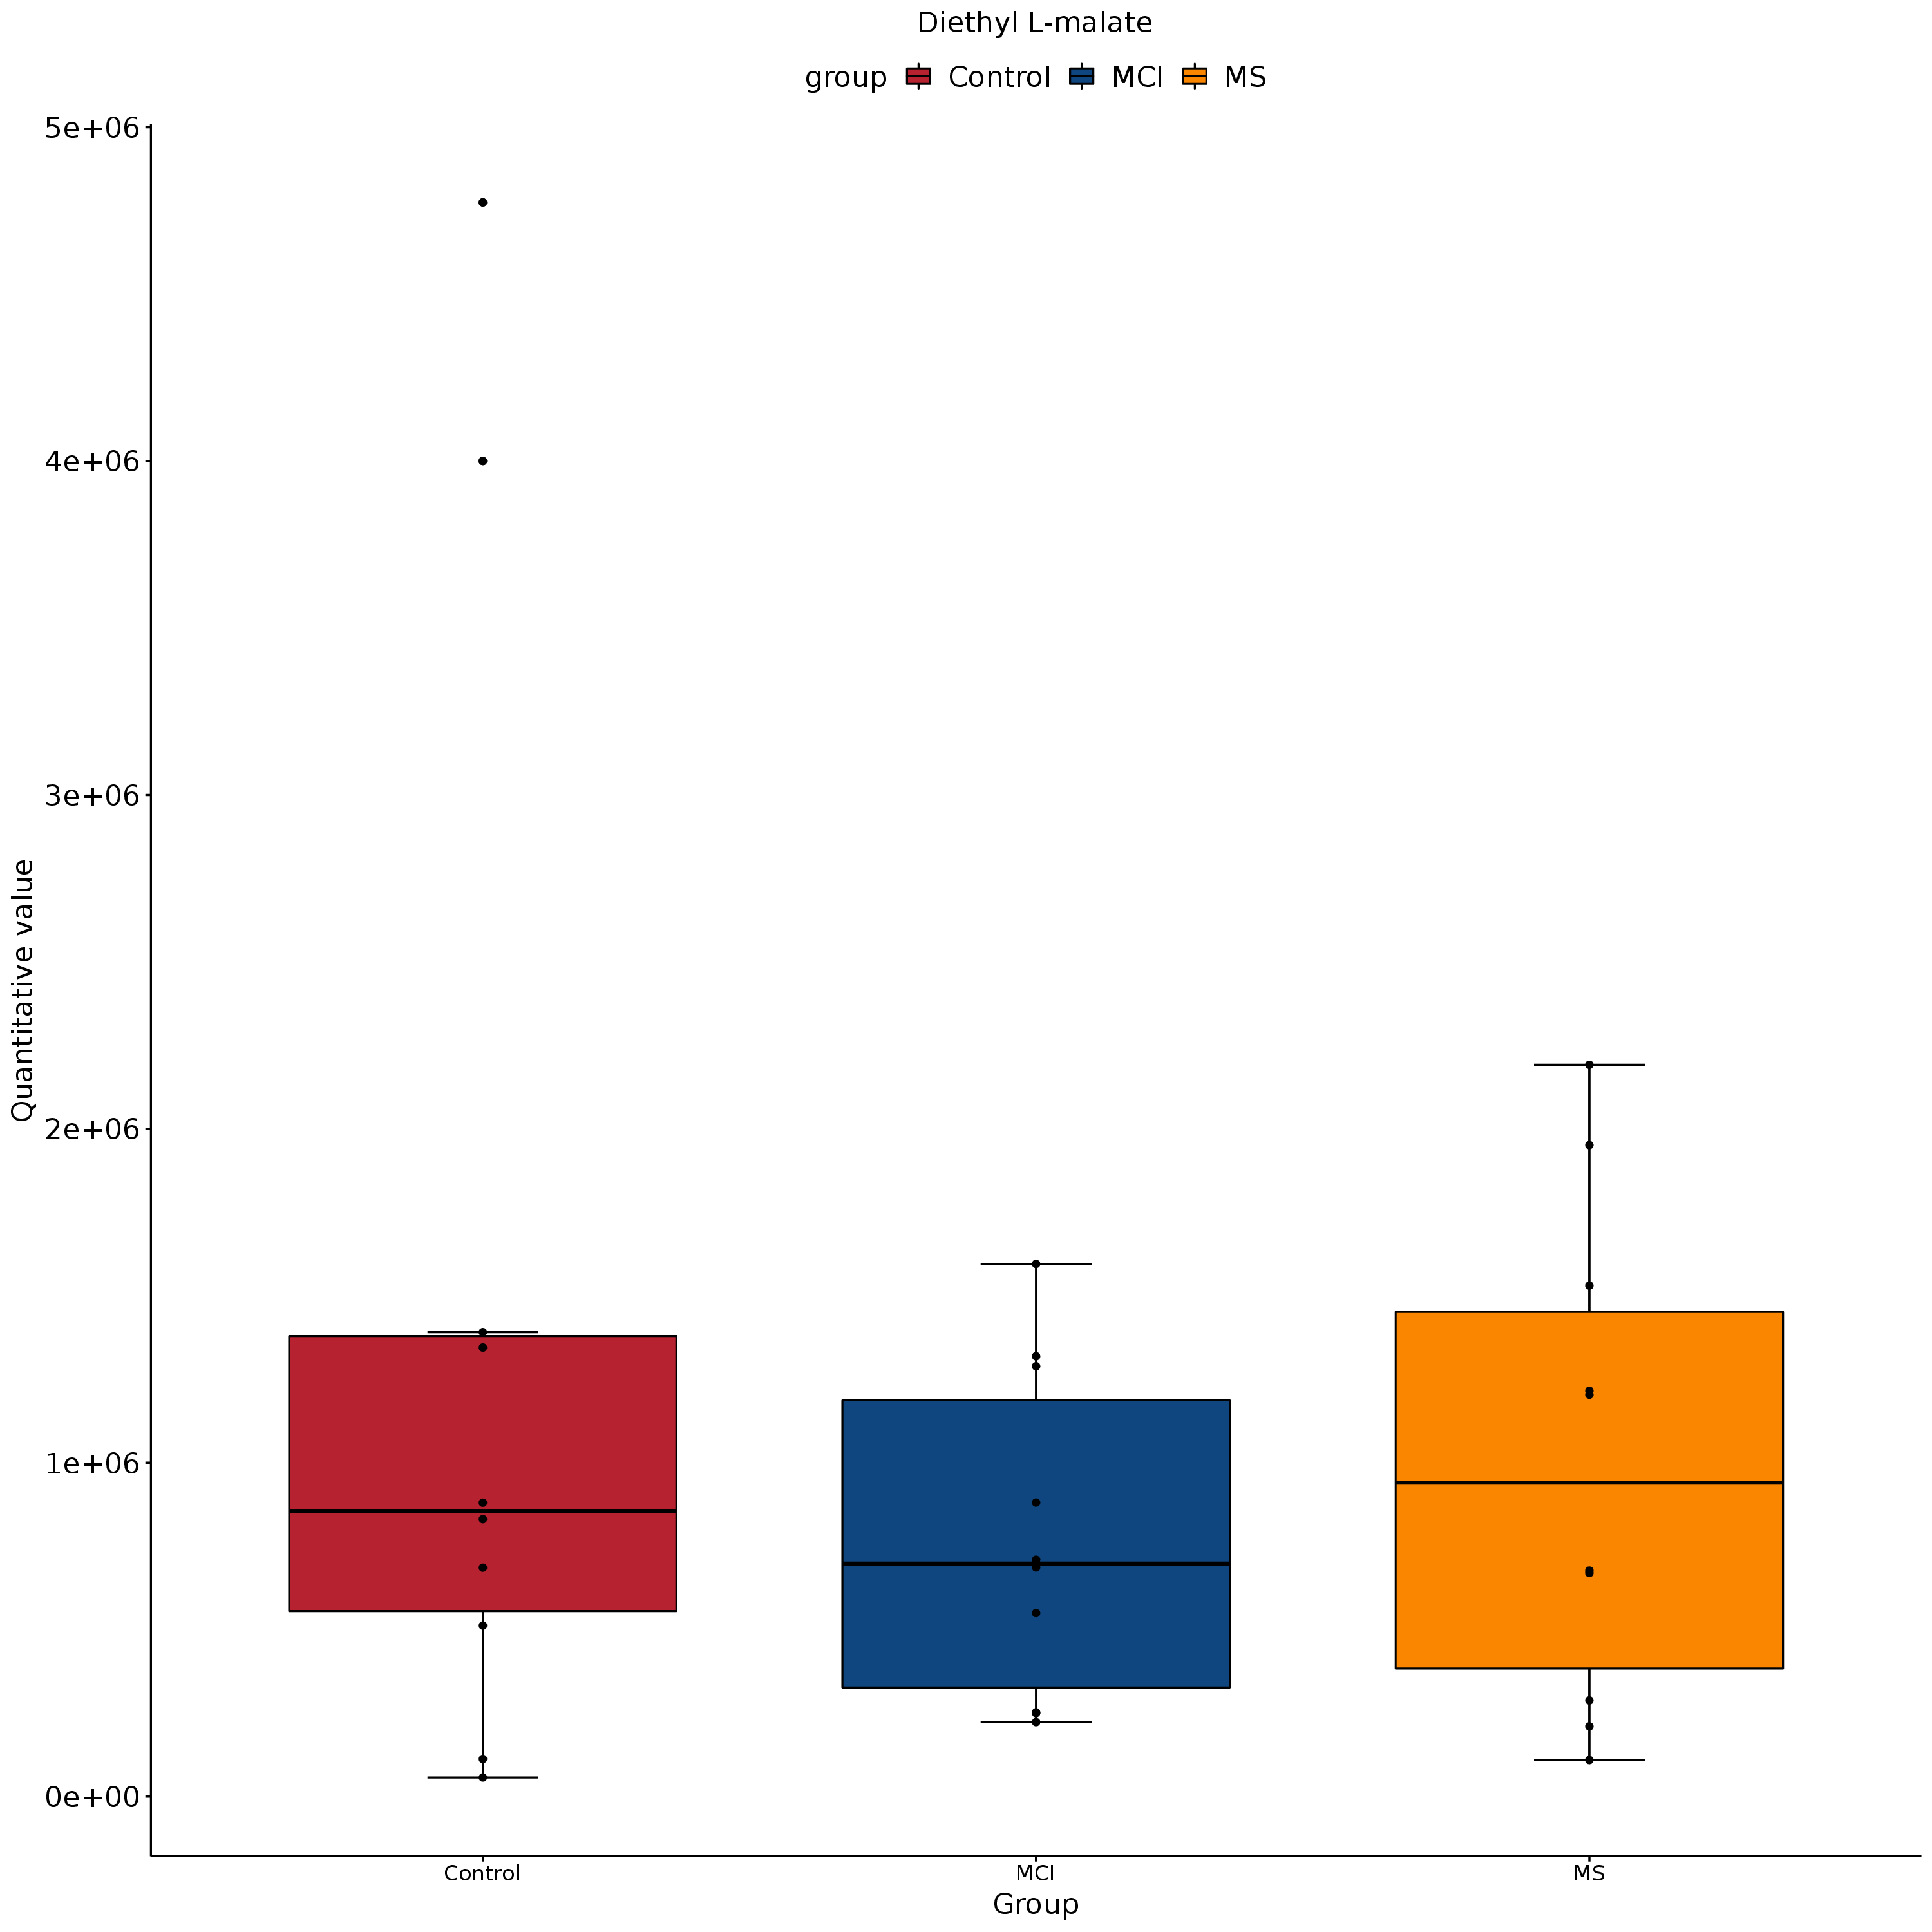 Diethyl L-malate
group Control MCI MS
5e+06
4e+06
3e+06
2e+06
1e+06
0e+00
Quantitative value
Control MCI MS
Group